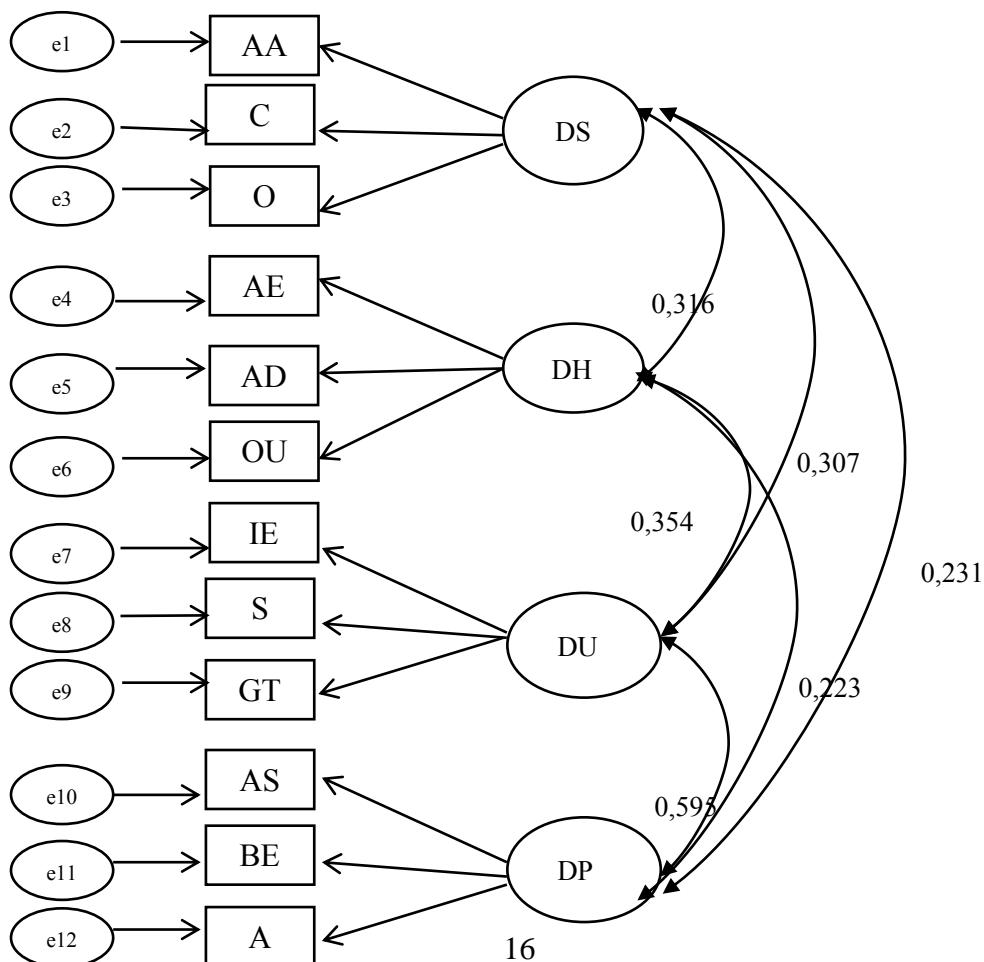 e1
AA
e2
C
DS
e3
O
e4
AE
0,316
e5
AD
DH
e6
OU
0,307
e7
IE
0,354
0,231
e8
S
DU
e9
GT
0,223
e10
AS
0,595
e11
BE
DP
e12
A
16